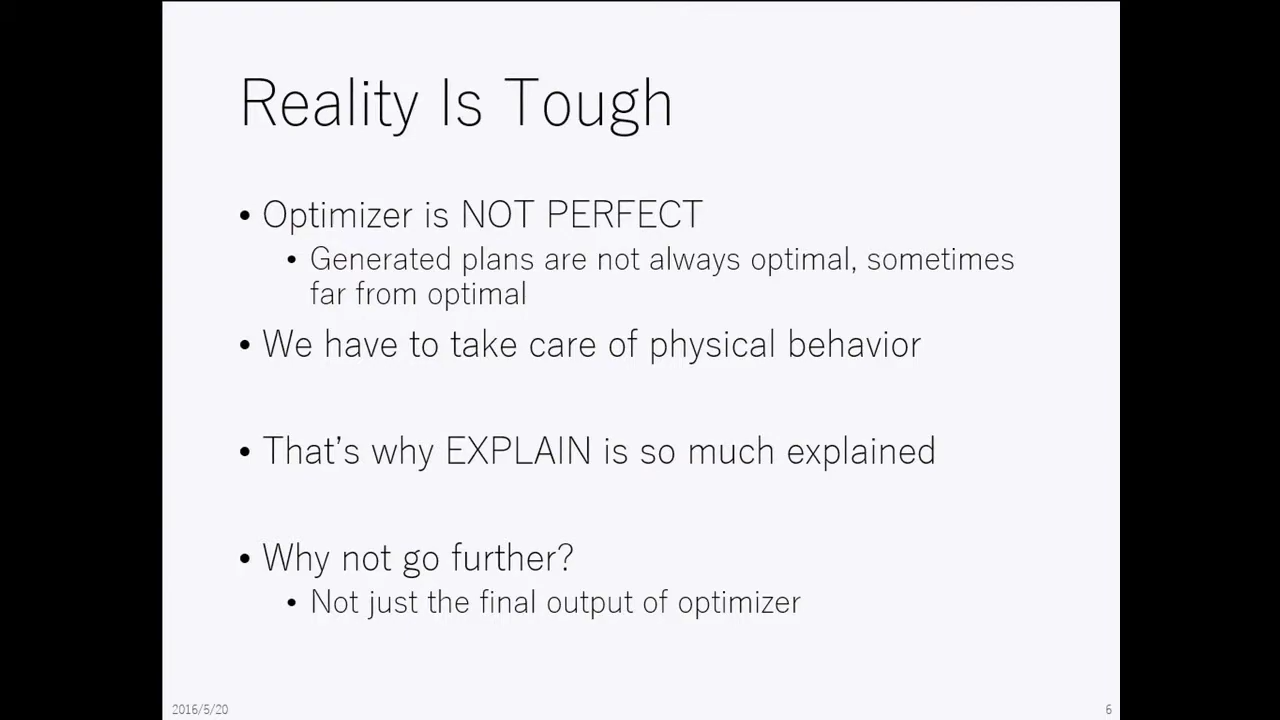 Reality Is Tough
• Optimizer is NOT PERFECT
• Generated plans are not always optimal, sometimes
far from optimal
• We have to take care of physical behavior
• That’s why EXPLAIN is so much explained
• Why not go further?
• Not just the final output of optimizer
2016/5/20
6